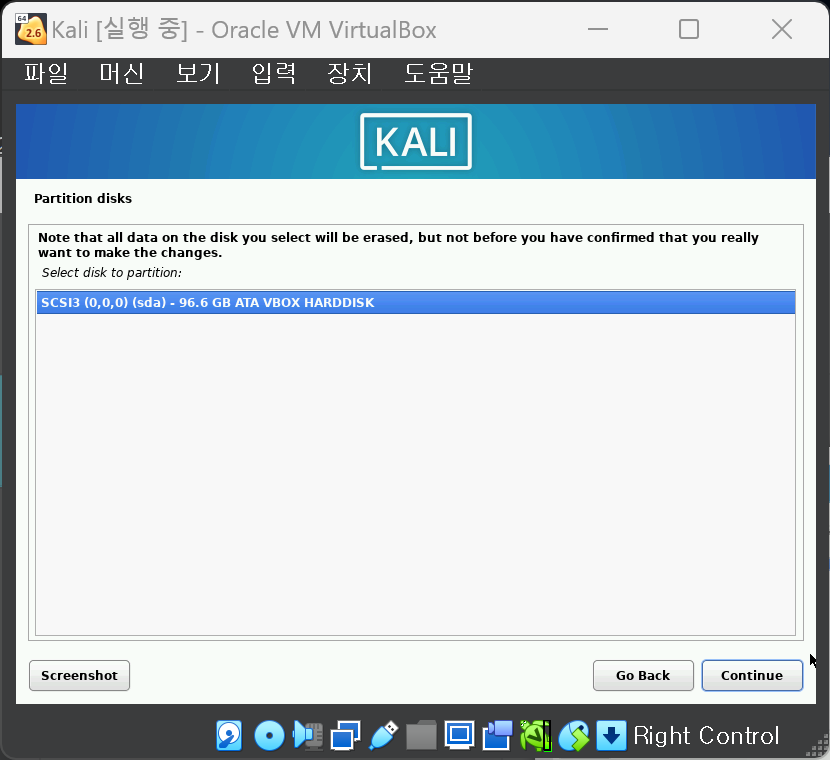 64
2.6
Kali [실행 중] - Oracle VM VirtualBox
파일 머신 보기 입력 장치 도움말
KALI
Partition disks
Note that all data on the disk you select will be erased, but not before you have confirmed that you really
want to make the changes.
Select disk to partition:
SCSI3 (0,0,0) (sda) - 96.6 GB ATA VBOX HARDDISK
Screenshot Go Back Continue
Right Control